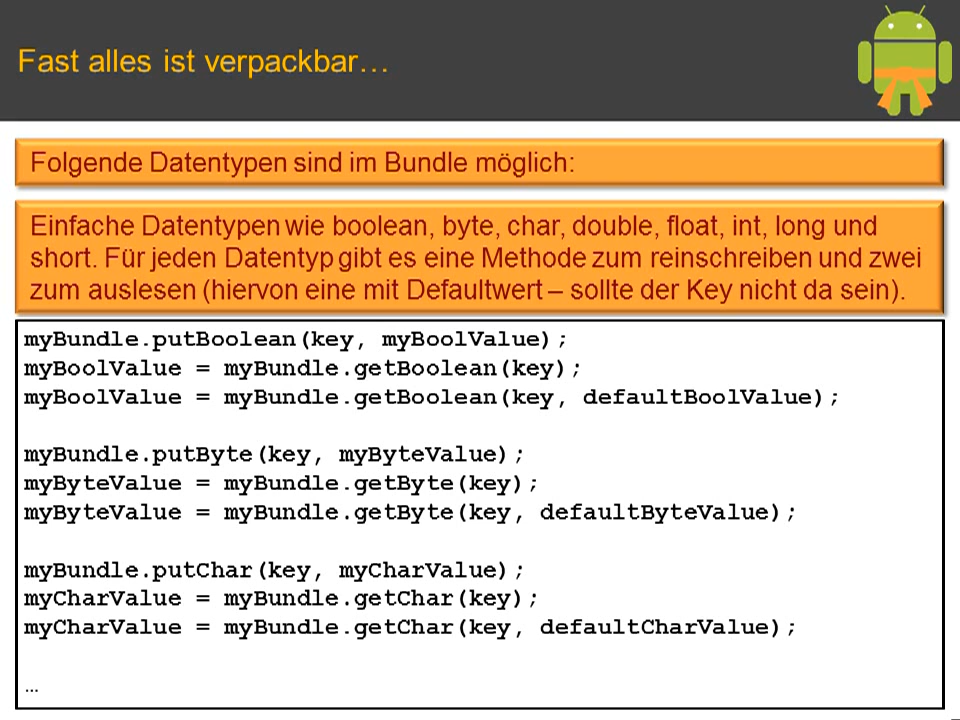 Fast alles ist verpackbar…
Folgende Datentypen sind im Bundle möglich:
Einfache Datentypen wie boolean, byte, char, double, float, int, long und
short. Für jeden Datentyp gibt es eine Methode zum reinschreiben und zwei
zum auslesen (hiervon eine mit Defaultwert – sollte der Key nicht da sein).
myBundle.putBoolean(key, myBoolValue);
myBoolValue = myBundle.getBoolean(key);
myBoolValue = myBundle.getBoolean(key, defaultBoolValue);
myBundle.putByte(key, myByteValue);
myByteValue = myBundle.getByte(key);
myByteValue = myBundle.getByte(key, defaultByteValue);
myBundle.putChar(key, myCharValue);
myCharValue = myBundle.getChar(key);
myCharValue = myBundle.getChar(key, defaultCharValue);
…